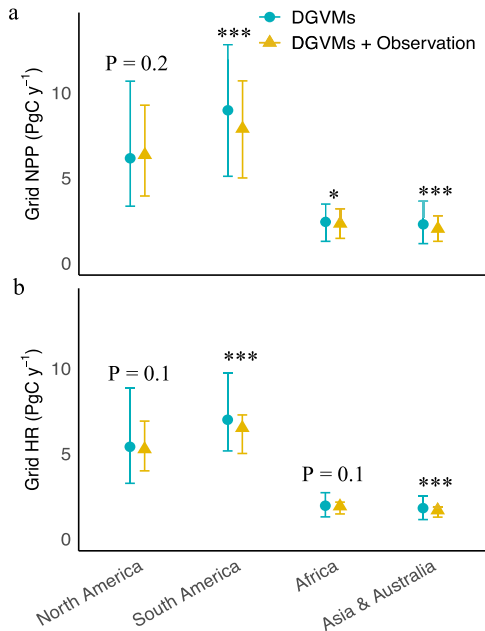 a
DGVMs
DGVMs + Observation
***
P = 0.2
10
5
0
*
***
Grid NPP (PgC y⁻¹)
b
***
P = 0.1
10
5
0
P = 0.1
***
Grid HR (PgC y⁻¹)
North America
South America
Africa
Asia & Australia